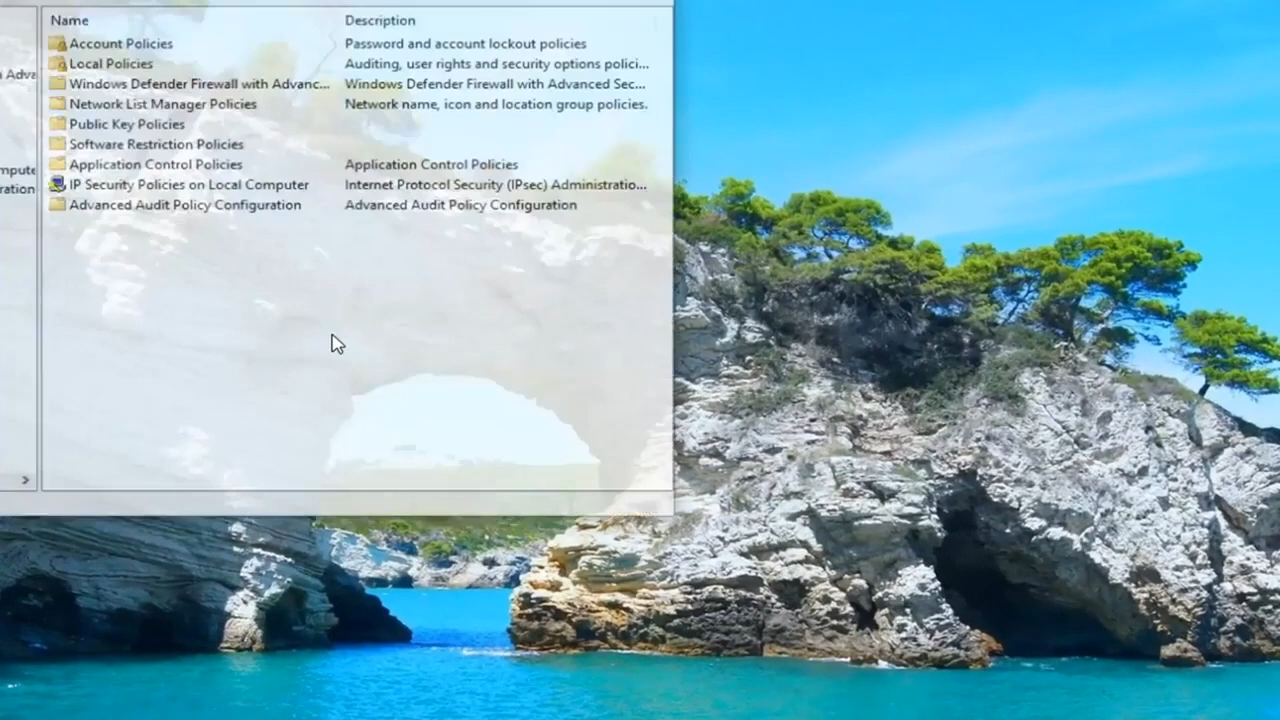 Name Description
Account Policies Password and account lockout policies
Local Policies Auditing, user rights and security options polici...
Windows Defender Firewall with Advanc... Windows Defender Firewall with Advanced Sec...
Network List Manager Policies Network name, icon and location group policies.
Public Key Policies
Software Restriction Policies
Application Control Policies Application Control Policies
IP Security Policies on Local Computer Internet Protocol Security (IPsec) Administratio...
Advanced Audit Policy Configuration Advanced Audit Policy Configuration